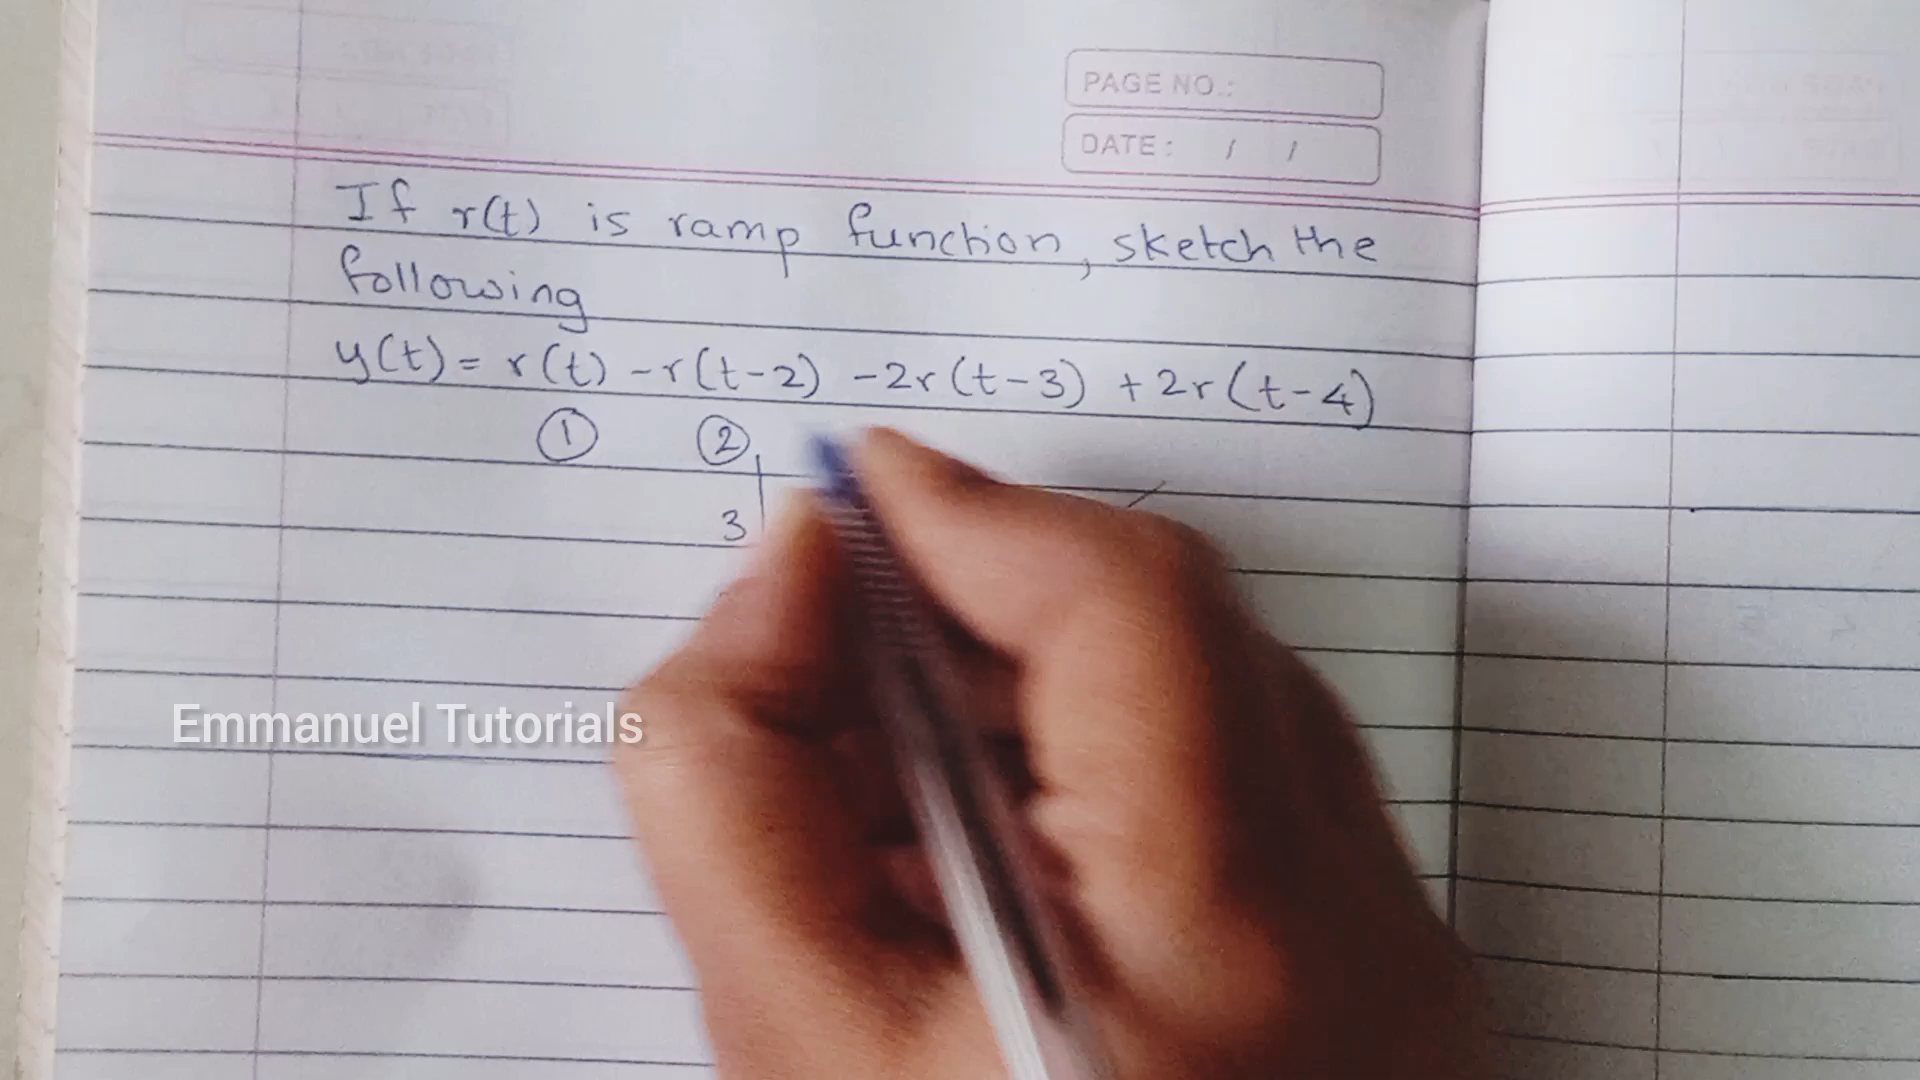 PAGE NO.:
DATE: / /
If r(t) is ramp function, sketch the
following
y(t) = r(t) -r(t-2) -2r(t-3) +2r(t-4)
① ②
3
Emmanuel Tutorials